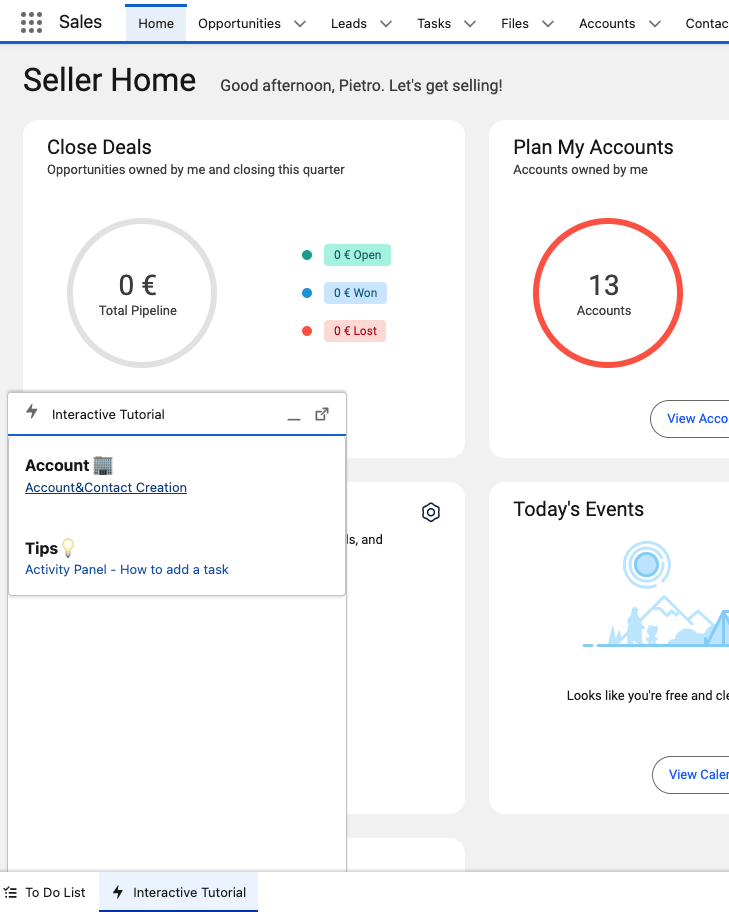 Sales
Home
Opportunities
Leads
Tasks
Files
Accounts
Contac
Seller Home
Good afternoon, Pietro. Let's get selling!
Close Deals
Opportunities owned by me and closing this quarter
0 €
Total Pipeline
0 € Open
0 € Won
0 € Lost
Plan My Accounts
Accounts owned by me
13
Accounts
View Acco
Interactive Tutorial
Account
Account&Contact Creation
Tips
Activity Panel - How to add a task
ls, and
Today's Events
Looks like you're free and cle
View Caler
To Do List
Interactive Tutorial